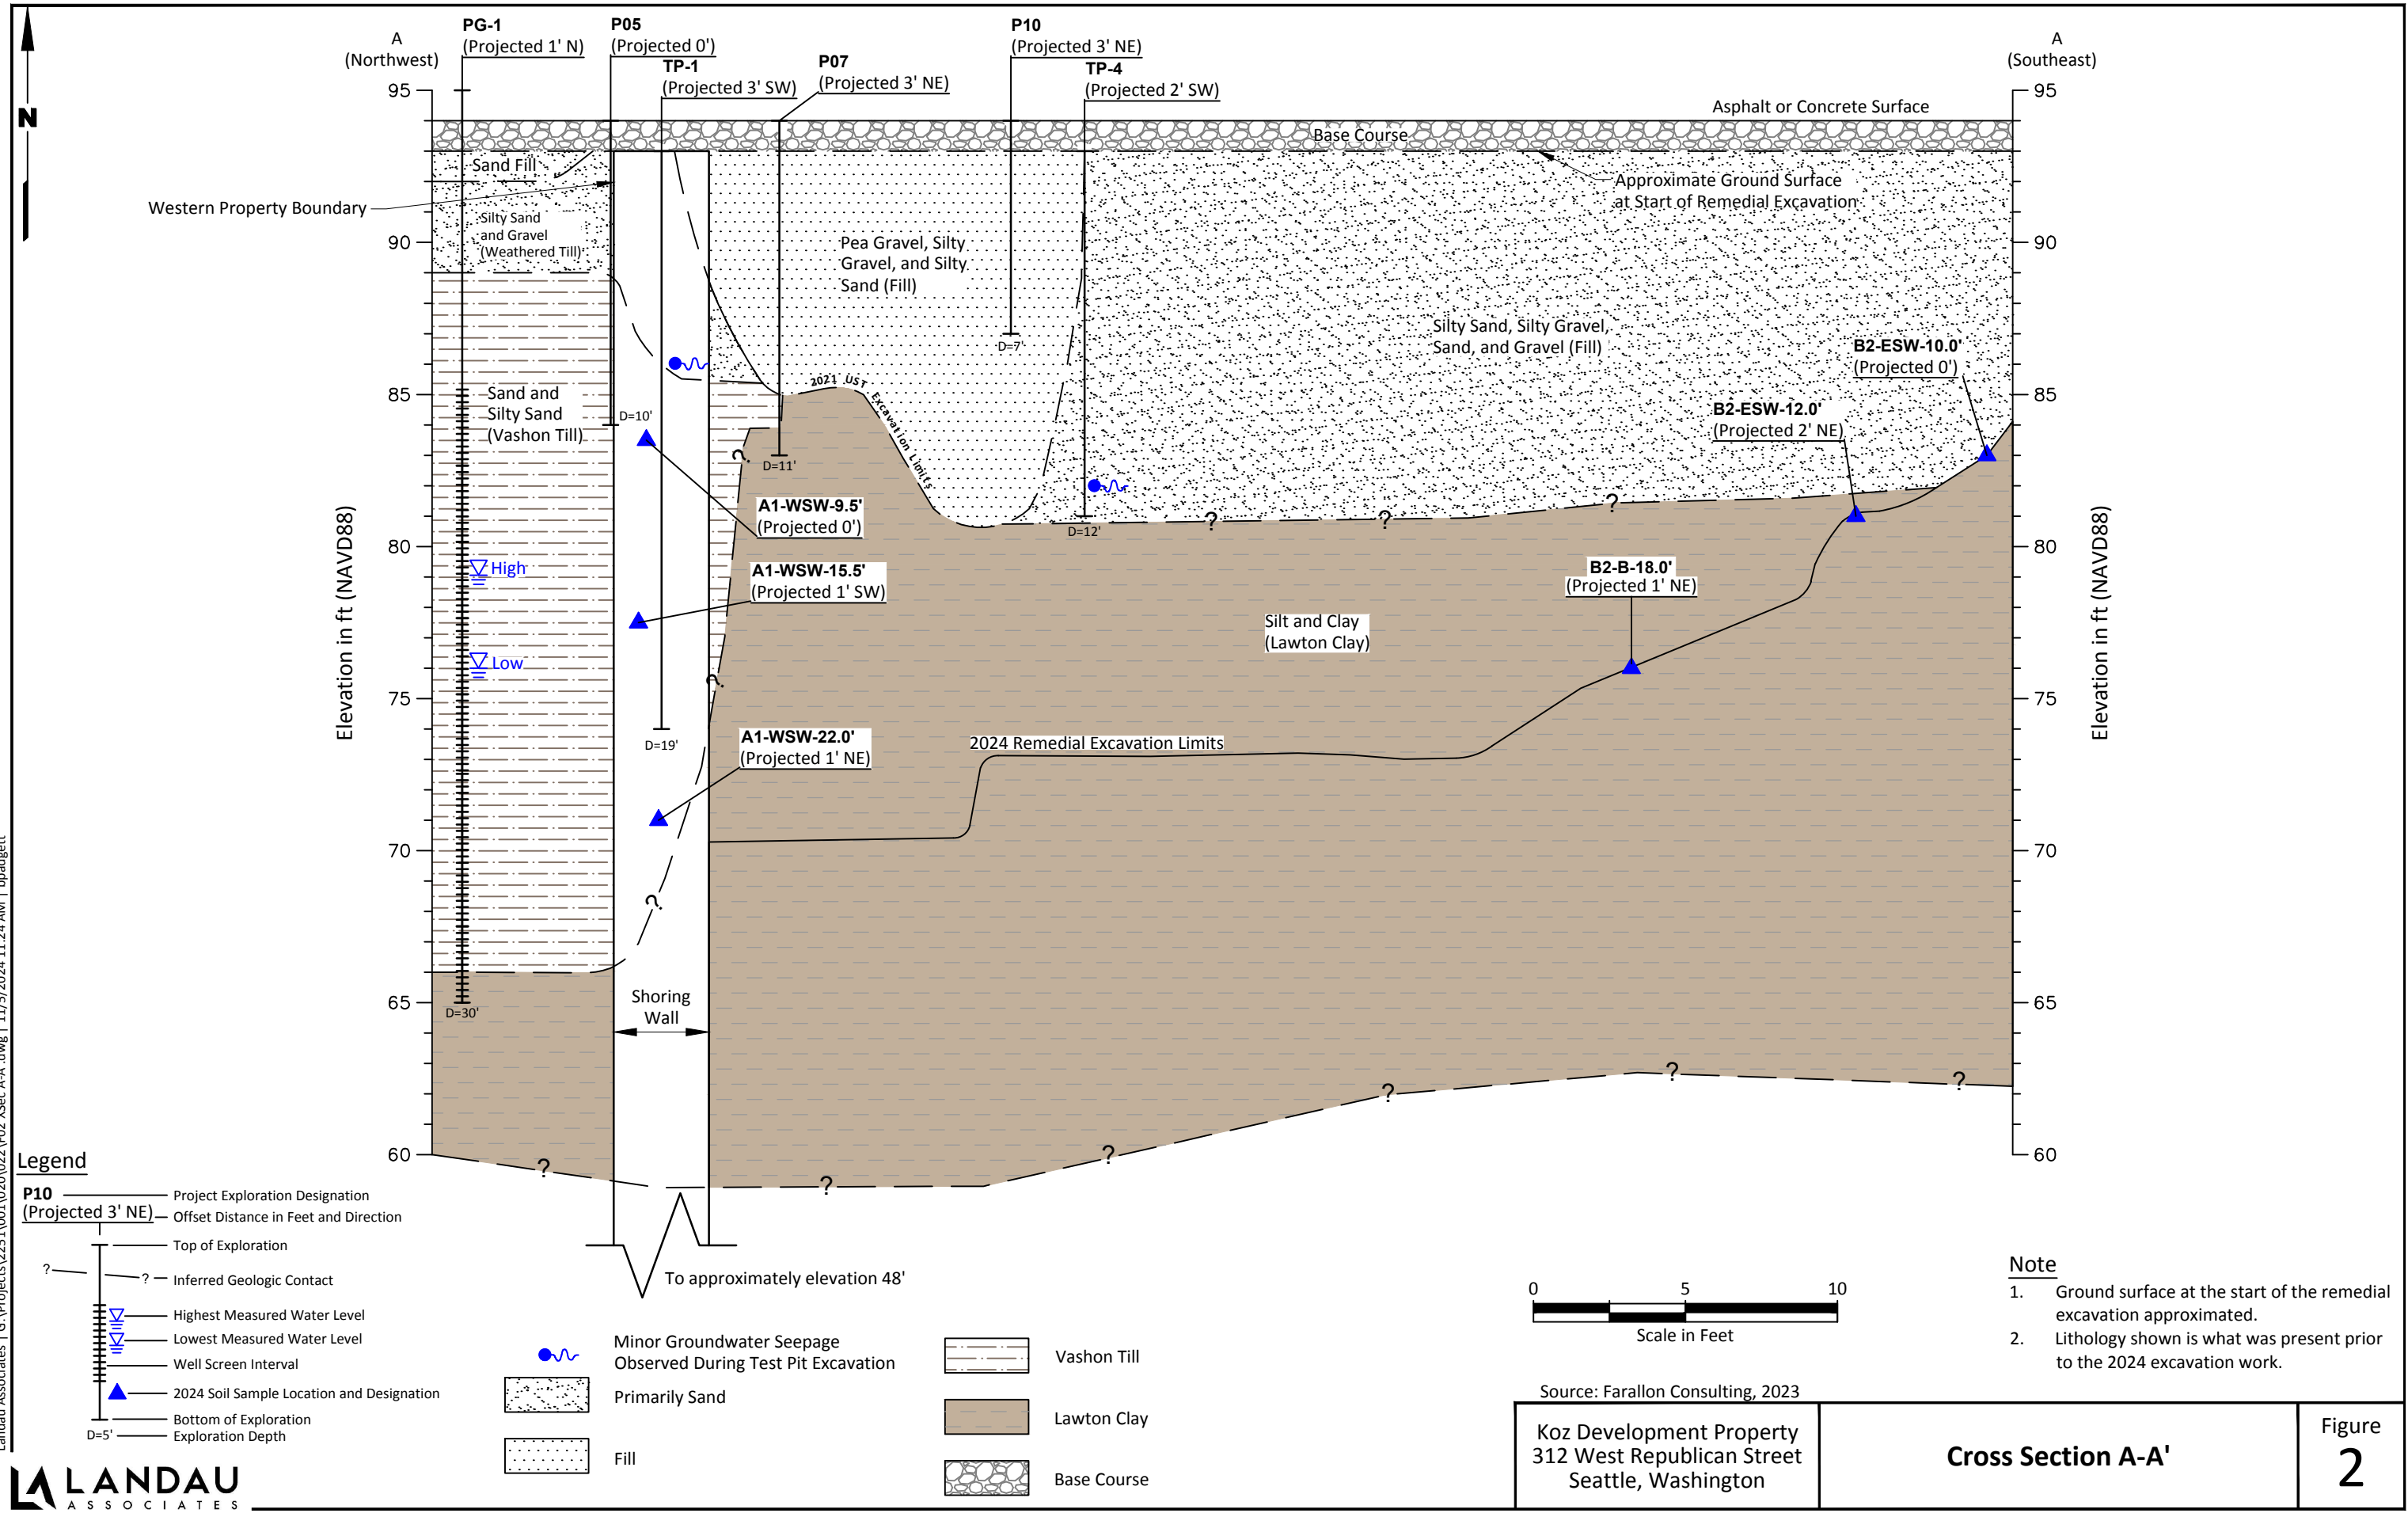 A
(Northwest)
PG-1
(Projected 1' N)
P05
(Projected 0')
TP-1
(Projected 3' SW)
P07
(Projected 3' NE)
P10
(Projected 3' NE)
TP-4
(Projected 2' SW)
A
(Southeast)
N
95
90
85
80
75
70
65
60
Elevation in ft (NAVD88)
95
90
85
80
75
70
65
60
Elevation in ft (NAVD88)
Asphalt or Concrete Surface
Base Course
Sand Fill
Western Property Boundary
Silty Sand
and Gravel
(Weathered Till)
Approximate Ground Surface
at Start of Remedial Excavation
Pea Gravel, Silty
Gravel, and Silty
Sand (Fill)
Silty Sand, Silty Gravel,
Sand, and Gravel (Fill)
D=7'
B2-ESW-10.0'
(Projected 0')
2021 UST Excavation Limits
Sand and
Silty Sand
(Vashon Till)
D=10'
B2-ESW-12.0'
(Projected 2' NE)
?
D=11'
A1-WSW-9.5'
(Projected 0')
?
?
?
D=12'
High
A1-WSW-15.5'
(Projected 1' SW)
B2-B-18.0'
(Projected 1' NE)
Silt and Clay
(Lawton Clay)
Low
?
D=19'
A1-WSW-22.0'
(Projected 1' NE)
2024 Remedial Excavation Limits
?
D=30'
Shoring
Wall
?
?
?
?
?
?
To approximately elevation 48'
Legend
P10
(Projected 3' NE)
Project Exploration Designation
Offset Distance in Feet and Direction
Top of Exploration
?
?
Inferred Geologic Contact
Highest Measured Water Level
Lowest Measured Water Level
Well Screen Interval
2024 Soil Sample Location and Designation
Bottom of Exploration
D=5'
Exploration Depth
Minor Groundwater Seepage
Observed During Test Pit Excavation
Primarily Sand
Fill
Vashon Till
Lawton Clay
Base Course
0 5 10
Scale in Feet
Note
1. Ground surface at the start of the remedial
excavation approximated.
2. Lithology shown is what was present prior
to the 2024 excavation work.
Source: Farallon Consulting, 2023
Koz Development Property
312 West Republican Street
Seattle, Washington
Cross Section A-A'
Figure
2
LANDAU
ASSOCIATES